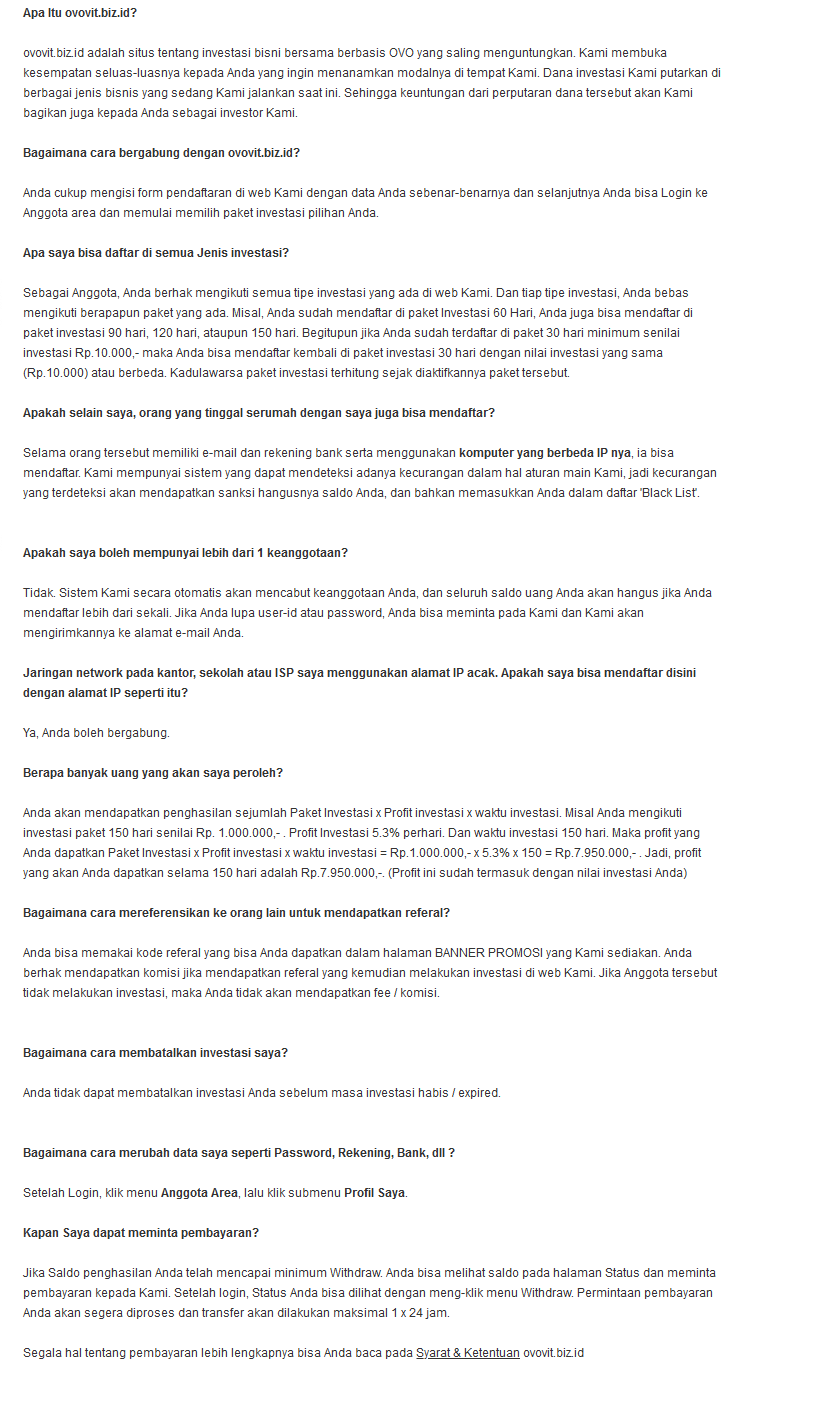 Apa Itu ovovit.biz.id?
ovovit.biz.id adalah situs tentang investasi bisni bersama berbasis OVO yang saling menguntungkan. Kami membuka
kesempatan seluas-luasnya kepada Anda yang ingin menanamkan modalnya di tempat Kami. Dana investasi Kami putarkan di
berbagai jenis bisnis yang sedang Kami jalankan saat ini. Sehingga keuntungan dari perputaran dana tersebut akan Kami
bagikan juga kepada Anda sebagai investor Kami.
Bagaimana cara bergabung dengan ovovit.biz.id?
Anda cukup mengisi form pendaftaran di web Kami dengan data Anda sebenar-benarnya dan selanjutnya Anda bisa Login ke
Anggota area dan memulai memilih paket investasi pilihan Anda.
Apa saya bisa daftar di semua Jenis investasi?
Sebagai Anggota, Anda berhak mengikuti semua tipe investasi yang ada di web Kami. Dan tiap tipe investasi, Anda bebas
mengikuti berapapun paket yang ada. Misal, Anda sudah mendaftar di paket Investasi 60 Hari, Anda juga bisa mendaftar di
paket investasi 90 hari, 120 hari, ataupun 150 hari. Begitupun jika Anda sudah terdaftar di paket 30 hari minimum senilai
investasi Rp.10.000,- maka Anda bisa mendaftar kembali di paket investasi 30 hari dengan nilai investasi yang sama
(Rp.10.000) atau berbeda. Kadulawarsa paket investasi terhitung sejak diaktifkannya paket tersebut.
Apakah selain saya, orang yang tinggal serumah dengan saya juga bisa mendaftar?
Selama orang tersebut memiliki e-mail dan rekening bank serta menggunakan komputer yang berbeda IP nya, ia bisa
mendaftar. Kami mempunyai sistem yang dapat mendeteksi adanya kecurangan dalam hal aturan main Kami, jadi kecurangan
yang terdeteksi akan mendapatkan sanksi hangusnya saldo Anda, dan bahkan memasukkan Anda dalam daftar 'Black List'.
Apakah saya boleh mempunyai lebih dari 1 keanggotaan?
Tidak. Sistem Kami secara otomatis akan mencabut keanggotaan Anda, dan seluruh saldo uang Anda akan hangus jika Anda
mendaftar lebih dari sekali. Jika Anda lupa user-id atau password, Anda bisa meminta pada Kami dan Kami akan
mengirimkannya ke alamat e-mail Anda.
Jaringan network pada kantor, sekolah atau ISP saya menggunakan alamat IP acak. Apakah saya bisa mendaftar disini
dengan alamat IP seperti itu?
Ya, Anda boleh bergabung.
Berapa banyak uang yang akan saya peroleh?
Anda akan mendapatkan penghasilan sejumlah Paket Investasi x Profit investasi x waktu investasi. Misal Anda mengikuti
investasi paket 150 hari senilai Rp. 1.000.000,- . Profit Investasi 5.3% perhari. Dan waktu investasi 150 hari. Maka profit yang
Anda dapatkan Paket Investasi x Profit investasi x waktu investasi = Rp.1.000.000,- x 5.3% x 150 = Rp.7.950.000,- . Jadi, profit
yang akan Anda dapatkan selama 150 hari adalah Rp.7.950.000,-. (Profit ini sudah termasuk dengan nilai investasi Anda)
Bagaimana cara mereferensikan ke orang lain untuk mendapatkan referal?
Anda bisa memakai kode referal yang bisa Anda dapatkan dalam halaman BANNER PROMOSI yang Kami sediakan. Anda
berhak mendapatkan komisi jika mendapatkan referal yang kemudian melakukan investasi di web Kami. Jika Anggota tersebut
tidak melakukan investasi, maka Anda tidak akan mendapatkan fee / komisi.
Bagaimana cara membatalkan investasi saya?
Anda tidak dapat membatalkan investasi Anda sebelum masa investasi habis / expired.
Bagaimana cara merubah data saya seperti Password, Rekening, Bank, dll ?
Setelah Login, klik menu Anggota Area, lalu klik submenu Profil Saya.
Kapan Saya dapat meminta pembayaran?
Jika Saldo penghasilan Anda telah mencapai minimum Withdraw. Anda bisa melihat saldo pada halaman Status dan meminta
pembayaran kepada Kami. Setelah login, Status Anda bisa dilihat dengan meng-klik menu Withdraw. Permintaan pembayaran
Anda akan segera diproses dan transfer akan dilakukan maksimal 1 x 24 jam.
Segala hal tentang pembayaran lebih lengkapnya bisa Anda baca pada Syarat & Ketentuan ovovit.biz.id